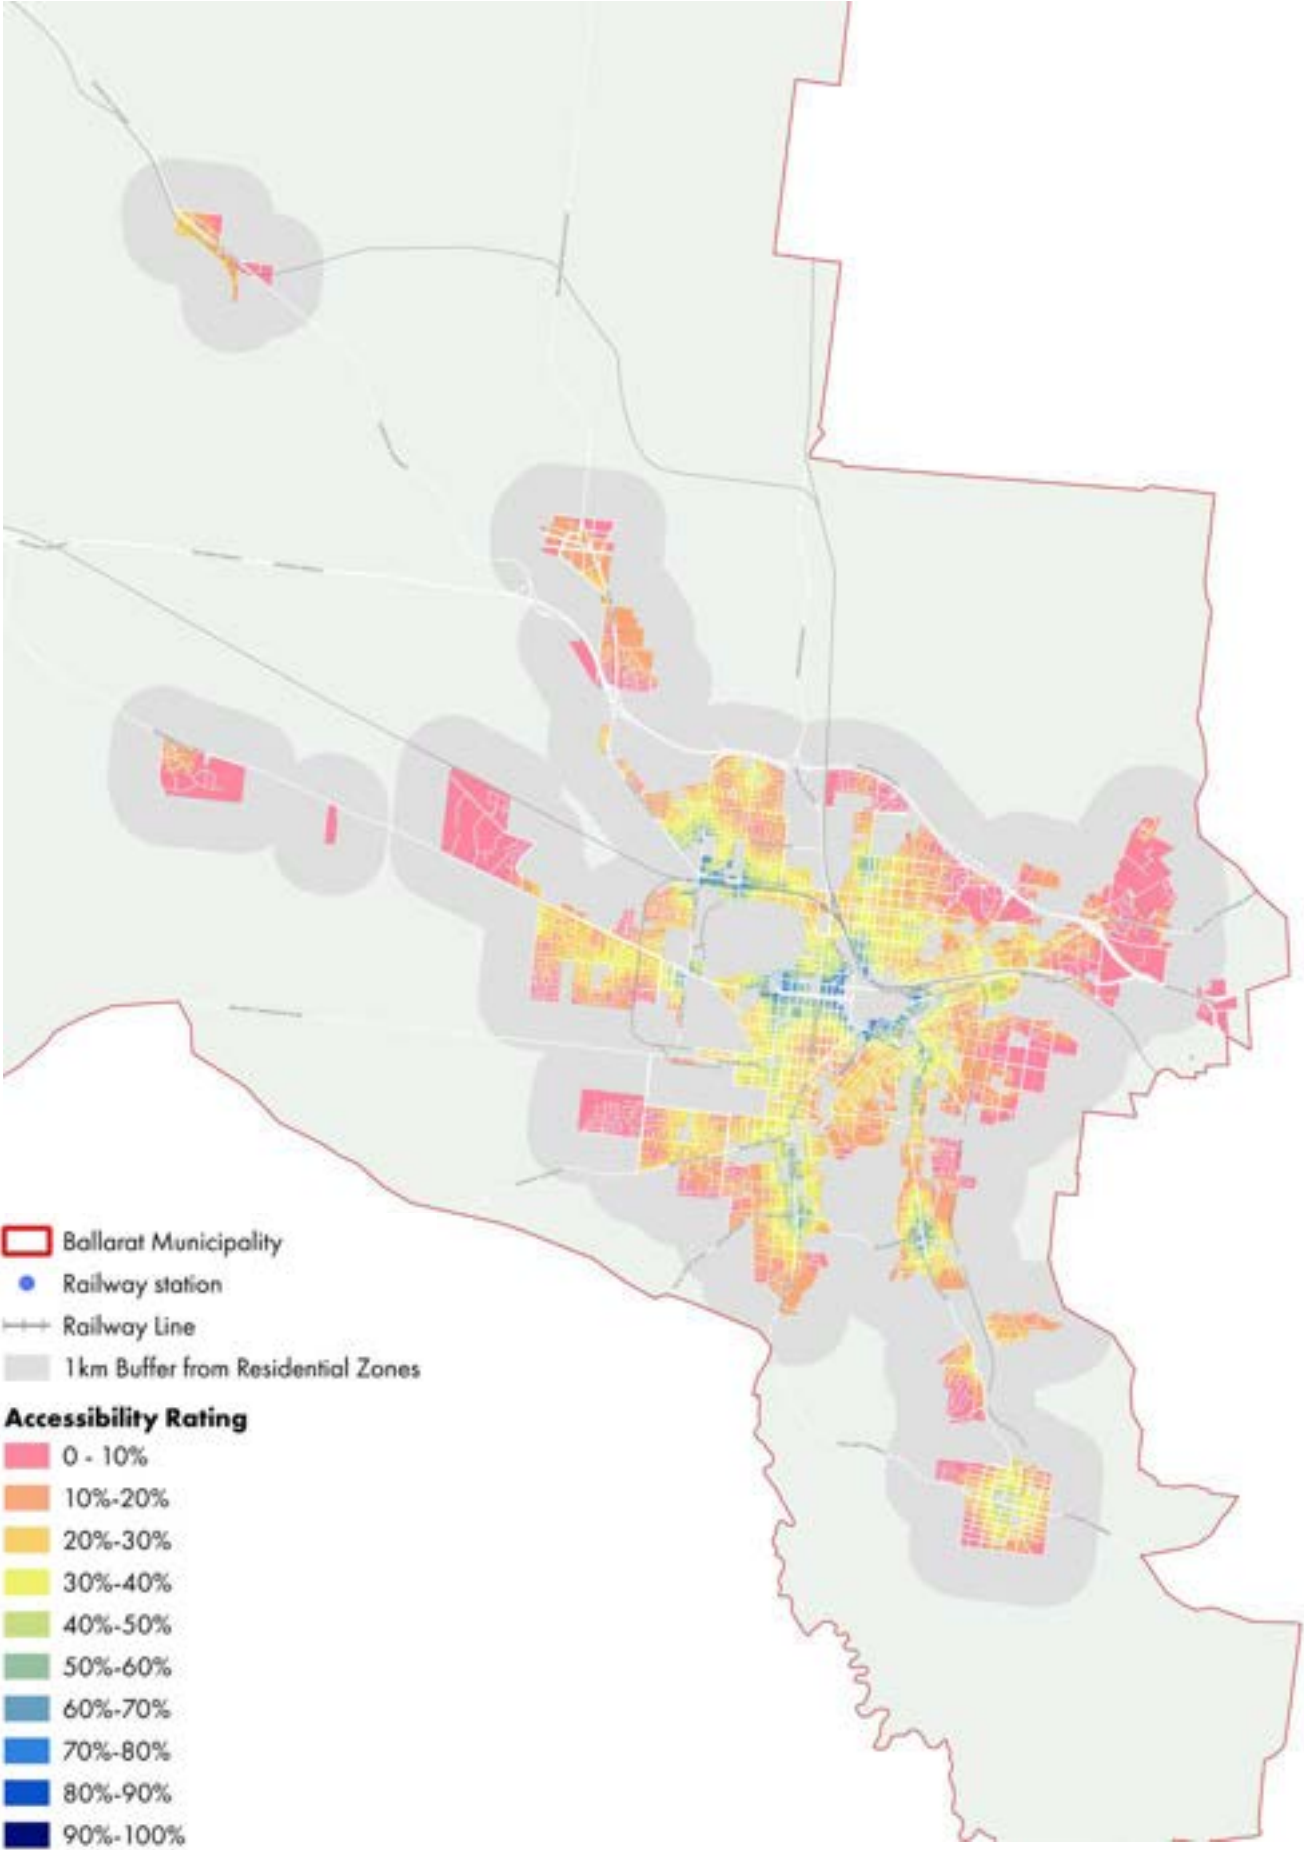 Ballarat Municipality
Railway station
Railway Line
1km Buffer from Residential Zones
Accessibility Rating
0 - 10%
10%-20%
20%-30%
30%-40%
40%-50%
50%-60%
60%-70%
70%-80%
80%-90%
90%-100%